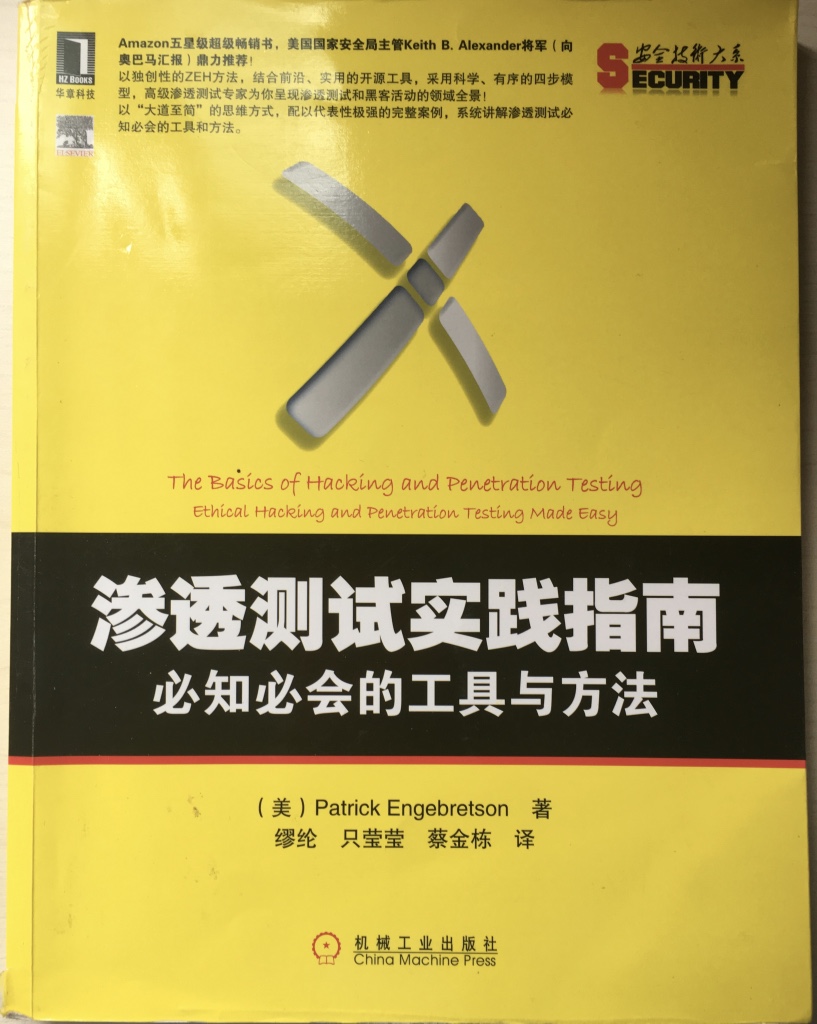 HZ BOOKS
华章科技
ELSEVIER
Amazon五星级超级畅销书，美国国家安全局主管Keith B. Alexander将军（向
奥巴马汇报）鼎力推荐！
以独创性的ZEH方法，结合前沿、实用的开源工具，采用科学、有序的四步模
型，高级渗透测试专家为你呈现渗透测试和黑客活动的领域全景！
以“大道至简”的思维方式，配以代表性极强的完整案例，系统讲解渗透测试必
知必会的工具和方法。
安全技术大系
SECURITY
The Basics of Hacking and Penetration Testing
Ethical Hacking and Penetration Testing Made Easy
渗透测试实践指南
必知必会的工具与方法
（美）Patrick Engebretson 著
缪纶 只莹莹 蔡金栋 译
机械工业出版社
China Machine Press